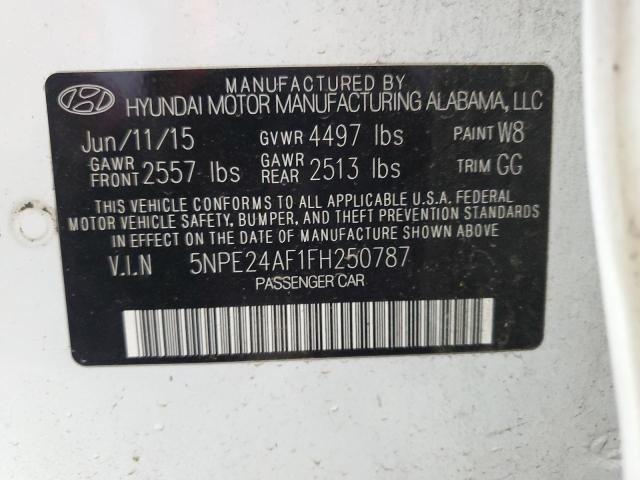 MANUFACTURED BY
HYUNDAI MOTOR MANUFACTURING ALABAMA, LLC
Jun/11/15 GVWR 4497 lbs PAINT W8
GAWR FRONT 2557 lbs GAWR REAR 2513 lbs TRIM GG
THIS VEHICLE CONFORMS TO ALL APPLICABLE U.S.A. FEDERAL
MOTOR VEHICLE SAFETY, BUMPER, AND THEFT PREVENTION STANDARDS
IN EFFECT ON THE DATE OF MANUFACTURE SHOWN ABOVE
V.I.N 5NPE24AF1FH250787
PASSENGER CAR